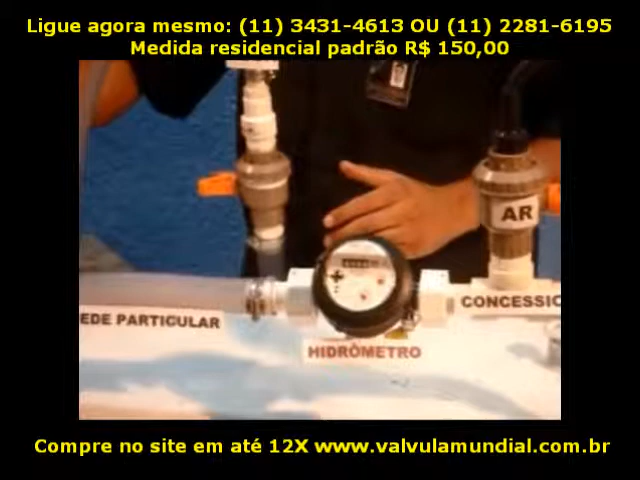 Ligue agora mesmo: (11) 3431-4613 OU (11) 2281-6195
Medida residencial padrão R$ 150,00
AR
CONCESSIO
EDE PARTICULAR
HIDRÔMETRO
Compre no site em até 12X www.valvulamundial.com.br